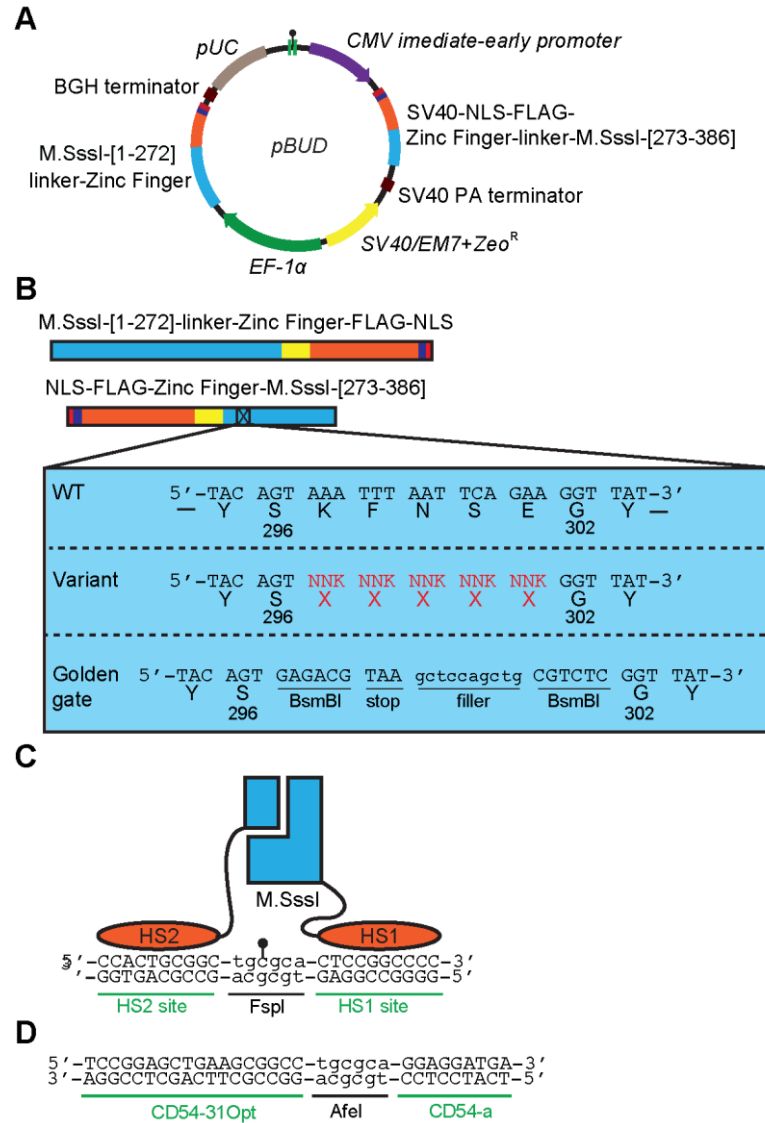 A
pUC
CMV imediate-early promoter
BGH terminator
SV40-NLS-FLAG-
Zinc Finger-linker-M.SssI-[273-386]
M.SssI-[1-272]
linker-Zinc Finger
pBUD
SV40 PA terminator
SV40/EM7+Zeo^R
EF-1α
B
M.SssI-[1-272]-linker-Zinc Finger-FLAG-NLS
NLS-FLAG-Zinc Finger-M.SssI-[273-386]
WT 5′-TAC AGT AAA TTT AAT TCA GAA GGT TAT-3′
Y S K F N S E G Y
296 302
Variant 5′-TAC AGT NNK NNK NNK NNK NNK GGT TAT-3′
Y S X X X X X G Y
296 302
Golden gate 5′-TAC AGT GAGACG TAA gctccagctg CGTCTC GGT TAT-3′
Y S BsmBI stop filler BsmBI G Y
296 302
C
M.SssI
HS2 HS1
5′-CCACTGCGGC-tgcgca-CTCCGGCCCC-3′
′-GGTGACGCCG-acgcgt-GAGGCCGGGG-5′
HS2 site FspI HS1 site
D
5′-TCCGGAGCTGAAGCGGCC-tgcgca-GGAGGATGA-3′
3′-AGGCCTCGACTTCGCCGG-acgcgt-CCTCCTACT-5′
CD54-31Opt AfeI CD54-a